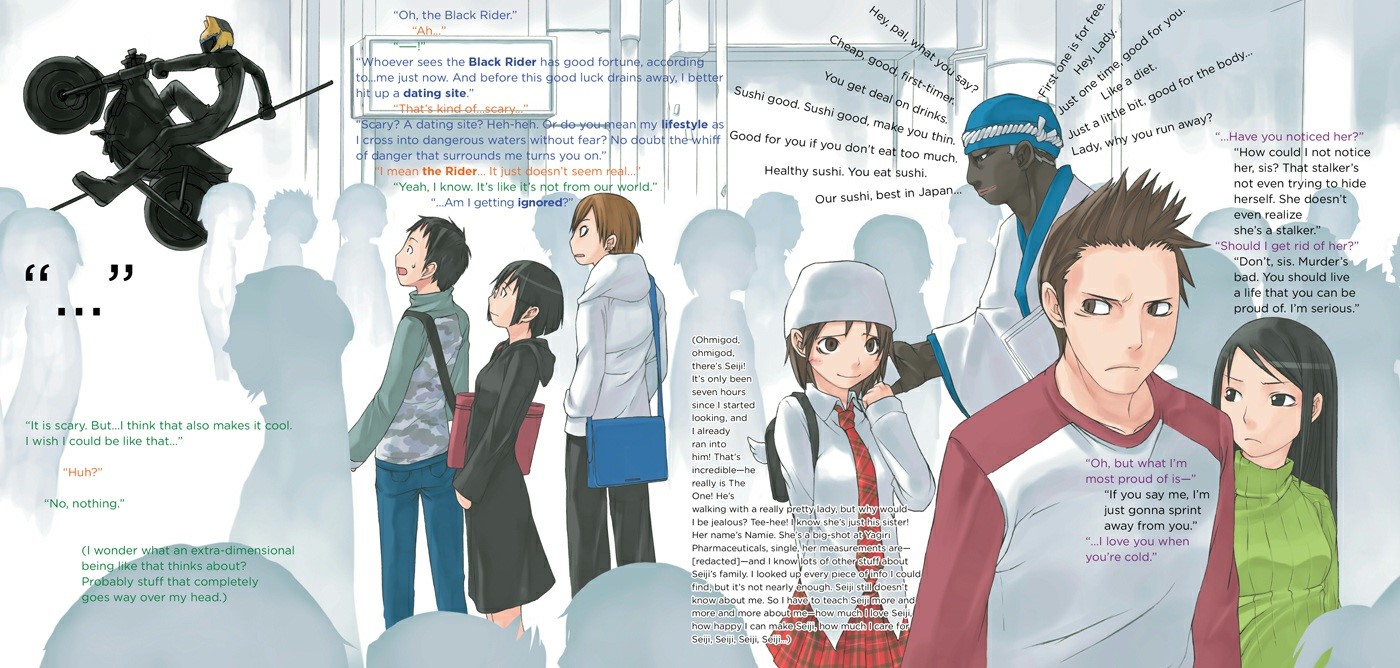 “Oh, the Black Rider.”
“Ah...”
“—!”
“Whoever sees the Black Rider has good fortune, according
to...me just now. And before this good luck drains away, I better
hit up a dating site.”
“That’s kind of...scary...”
“Scary? A dating site? Heh-heh. Or do you mean my lifestyle as
I cross into dangerous waters without fear? No doubt the whiff
of danger that surrounds me turns you on.”
“I mean the Rider... It just doesn’t seem real...”
“Yeah, I know. It’s like it’s not from our world.”
“...Am I getting ignored?”
“...”
“It is scary. But...I think that also makes it cool.
I wish I could be like that...”
“Huh?”
“No, nothing.”
(I wonder what an extra-dimensional
being like that thinks about?
Probably stuff that completely
goes way over my head.)
Hey, pal, what you say?
Cheap, good, first-timer.
You get deal on drinks.
Sushi good. Sushi good, make you thin.
Good for you if you don’t eat too much.
Healthy sushi. You eat sushi.
Our sushi, best in Japan...
First one is for free.
Hey, Lady.
Just one time, good for you.
Like a diet.
Just a little bit, good for the body...
Lady, why you run away?
(Ohmigod,
ohmigod,
there’s Seiji!
It’s only been
seven hours
since I started
looking, and
I already
ran into
him! That’s
incredible—he
really is The
One! He’s
walking with a really pretty lady, but why would
I be jealous? Tee-hee! I know she’s just his sister!
Her name’s Namie. She’s a big-shot at Yagiri
Pharmaceuticals, single, her measurements are—
[redacted]—and I know lots of other stuff about
Seiji’s family. I looked up every piece of info I could
find, but it’s not nearly enough. Seiji still doesn’t
know about me. So I have to teach Seiji more and
more and more about me—how much I love Seiji,
how happy I can make Seiji, how much I care for
Seiji, Seiji, Seiji, Seiji...)
“...Have you noticed her?”
“How could I not notice
her, sis? That stalker’s
not even trying to hide
herself. She doesn’t
even realize
she’s a stalker.”
“Should I get rid of her?”
“Don’t, sis. Murder’s
bad. You should live
a life that you can be
proud of. I’m serious.”
“Oh, but what I’m
most proud of is—”
“If you say me, I’m
just gonna sprint
away from you.”
“...I love you when
you’re cold.”